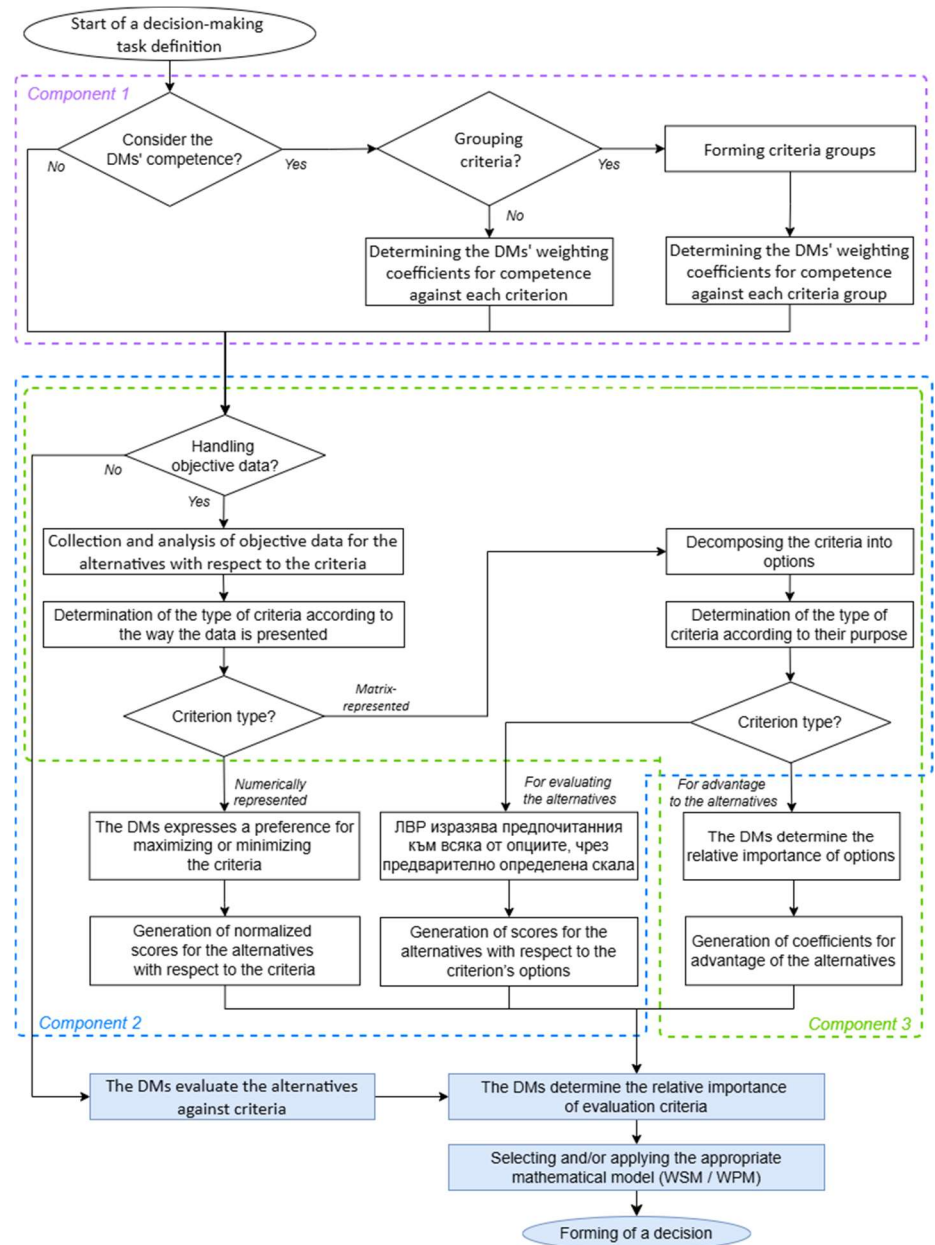 Start of a decision-making
task definition
Component 1
Consider the
DMs' competence?
No
Yes
Grouping
criteria?
Yes
No
Forming criteria groups
Determining the DMs' weighting
coefficients for competence
against each criterion
Determining the DMs' weighting
coefficients for competence
against each criteria group
Handling
objective data?
No
Yes
Collection and analysis of objective data for the
alternatives with respect to the criteria
Determination of the type of criteria according to
the way the data is presented
Criterion type?
Matrix-
represented
Decomposing the criteria into
options
Determination of the type of
criteria according to their purpose
Criterion type?
Numerically
represented
For evaluating
the alternatives
For advantage
to the alternatives
The DMs expresses a preference for
maximizing or minimizing
the criteria
ЛВР изразява предпочитанния
към всяка от опциите, чрез
предварително определена скала
The DMs determine the
relative importance of options
Generation of normalized
scores for the alternatives
with respect to the criteria
Generation of scores for the
alternatives with respect to the
criterion's options
Generation of coefficients for
advantage of the alternatives
Component 2
Component 3
The DMs evaluate the alternatives
against criteria
The DMs determine the relative importance
of evaluation criteria
Selecting and/or applying the appropriate
mathematical model (WSM / WPM)
Forming of a decision